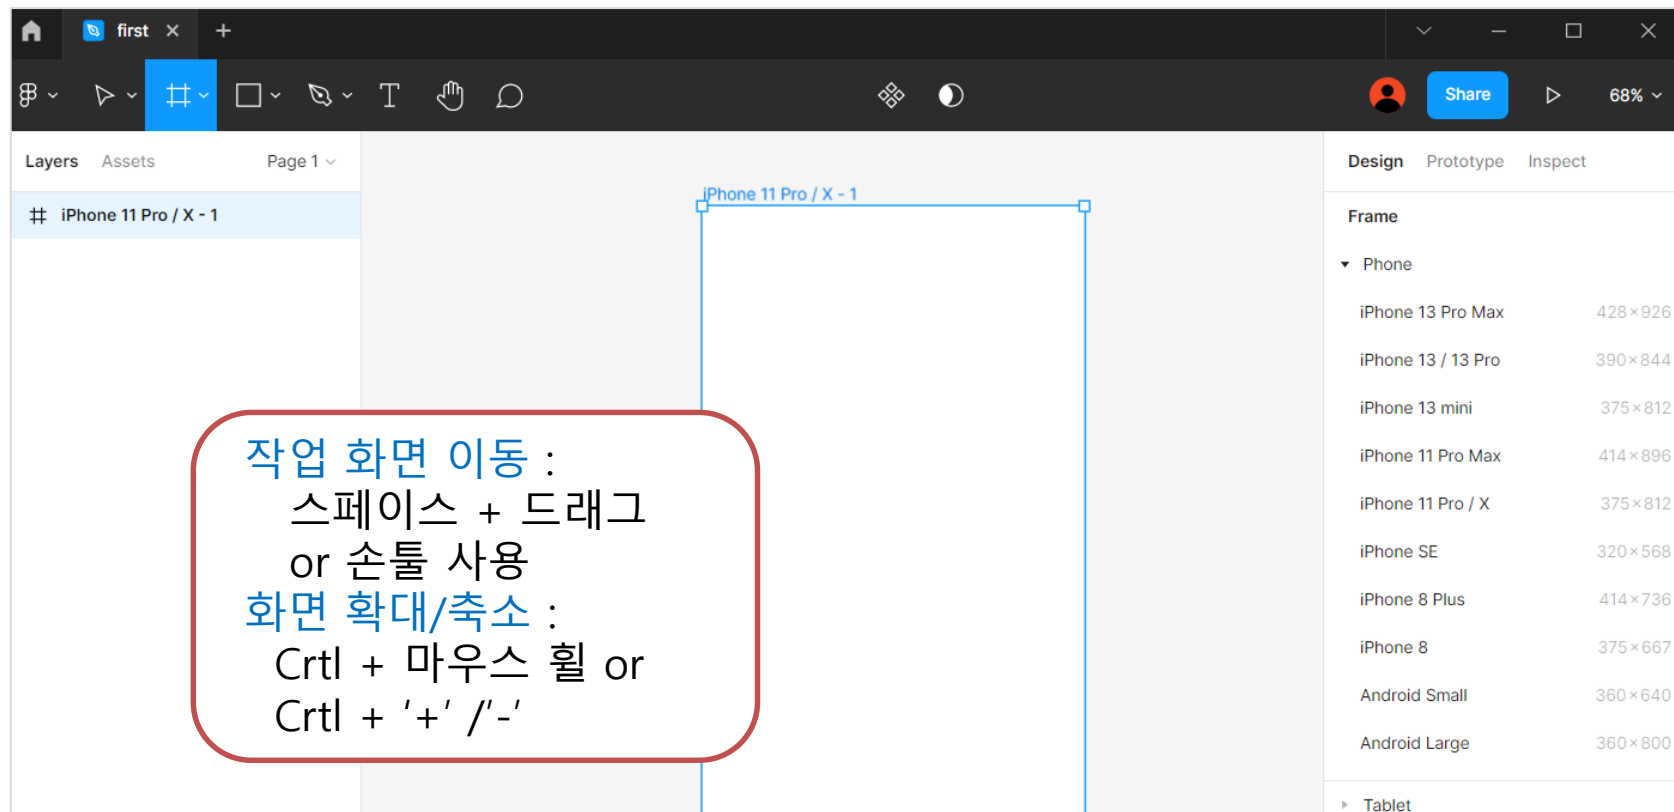 first
Share
68%
Layers Assets Page 1
iPhone 11 Pro / X - 1
iPhone 11 Pro / X - 1
작업 화면 이동 :
스페이스 + 드래그
or 손툴 사용
화면 확대/축소 :
Crtl + 마우스 휠 or
Crtl + ‘+’ /‘-’
Design Prototype Inspect
Frame
Phone
iPhone 13 Pro Max 428×926
iPhone 13 / 13 Pro 390×844
iPhone 13 mini 375×812
iPhone 11 Pro Max 414×896
iPhone 11 Pro / X 375×812
iPhone SE 320×568
iPhone 8 Plus 414×736
iPhone 8 375×667
Android Small 360×640
Android Large 360×800
Tablet